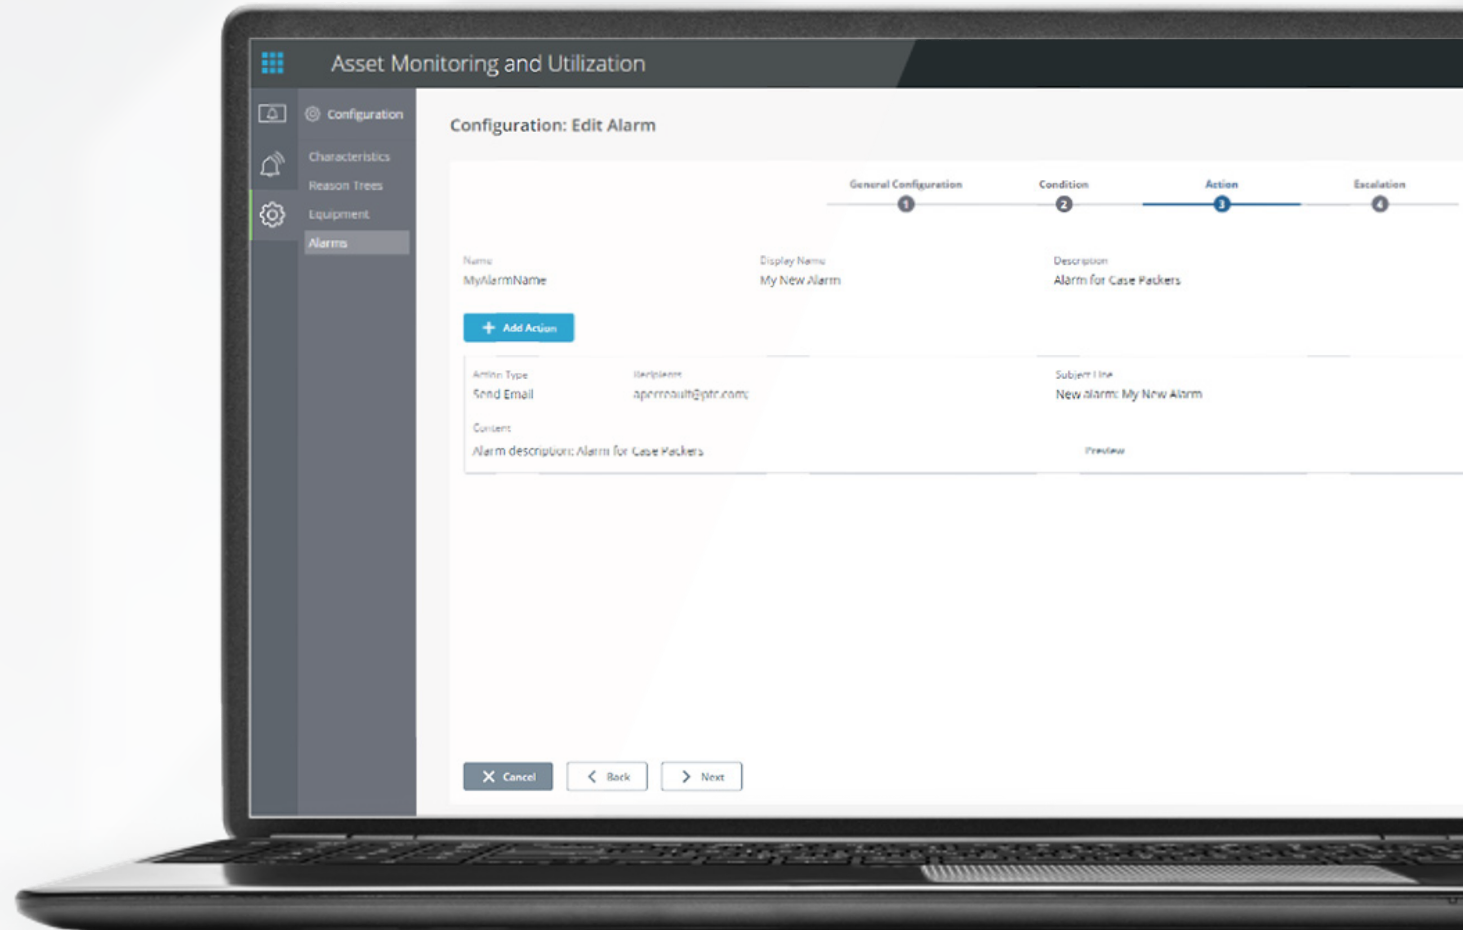 Asset Monitoring and Utilization
Configuration
Characteristics
Reason Trees
Equipment
Alarms
Configuration: Edit Alarm
General Configuration Condition Action Escalation
1 2 3 4
Name Display Name Description
MyAlarmName My New Alarm Alarm for Case Packers
Add Action
Action Type Recipients Subject Line
Send Email aperreault@ptc.com; New alarm: My New Alarm
Content
Alarm description: Alarm for Case Packers Preview
Cancel Back Next